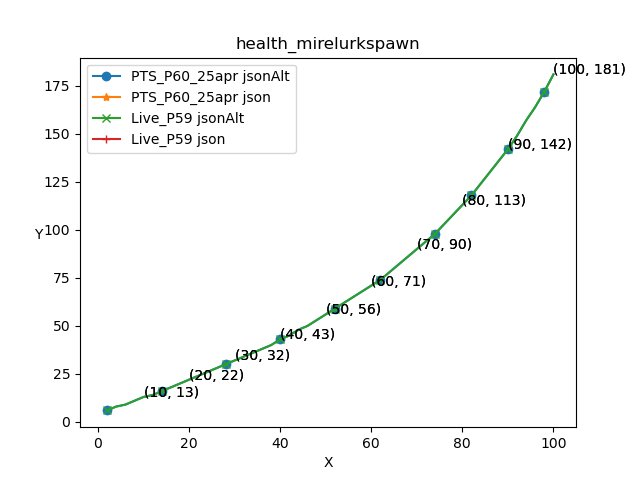 health_mirelurkspawn
PTS_P60_25apr jsonAlt
PTS_P60_25apr json
Live_P59 jsonAlt
Live_P59 json
(100, 181)
(90, 142)
(80, 113)
(70, 90)
(60, 71)
(50, 56)
(40, 43)
(30, 32)
(20, 22)
(10, 13)
175
150
125
100
75
50
25
0
Y
0 20 40 60 80 100
X